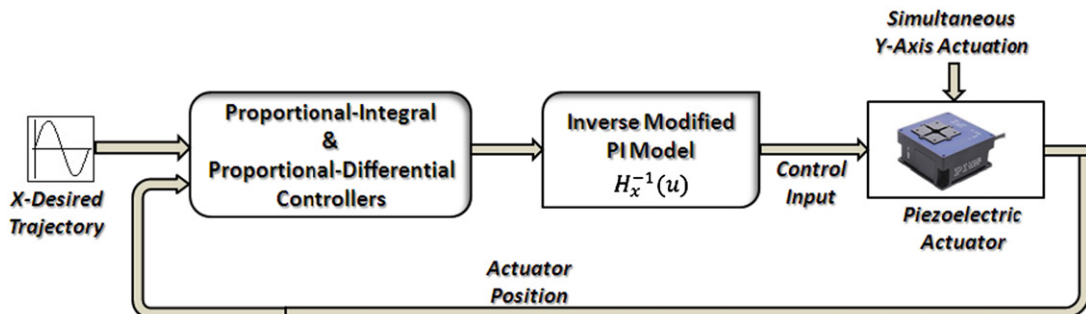 Simultaneous
Y-Axis Actuation
Proportional-Integral
&
Proportional-Differential
Controllers
Inverse Modified
PI Model
H_x^{-1}(u)
X-Desired
Trajectory
Control
Input
Piezoelectric
Actuator
Actuator
Position